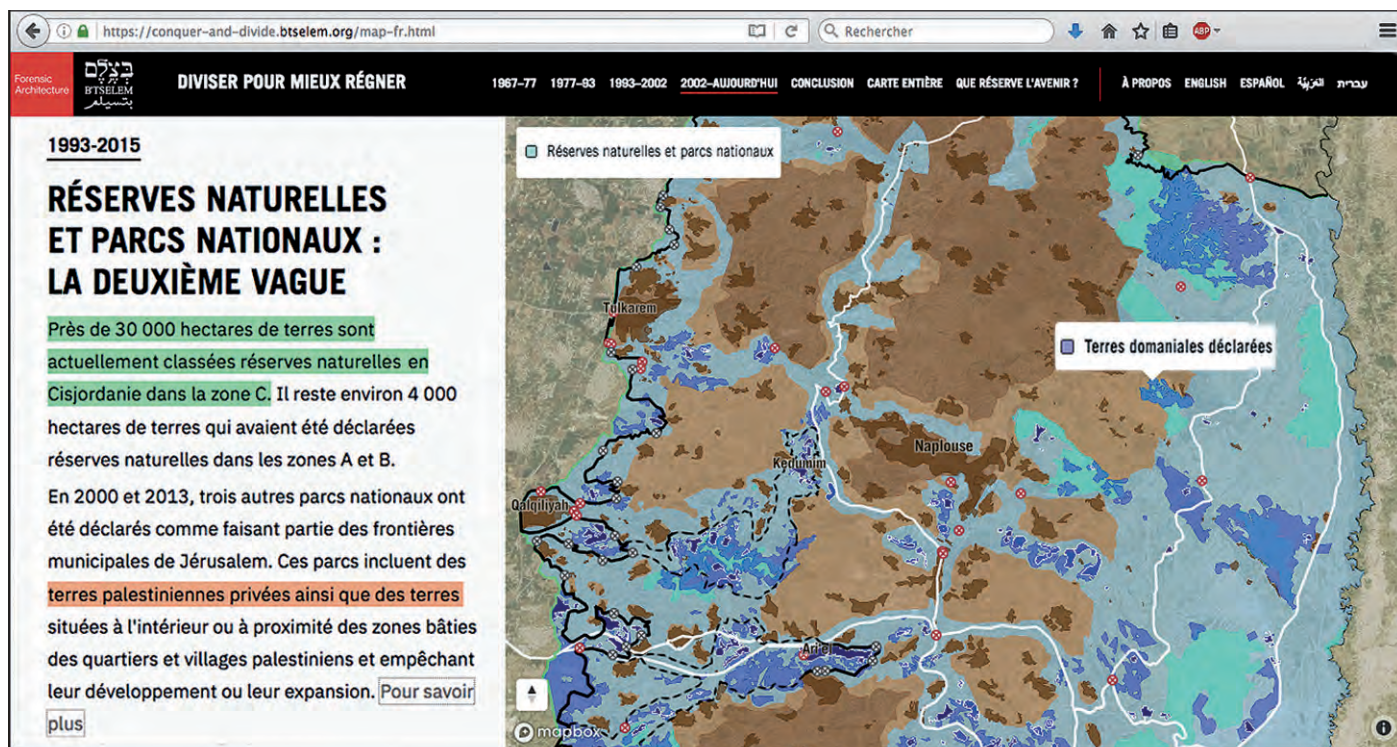 https://conquer-and-divide.btselem.org/map-fr.html
Rechercher
ABP
Forensic
Architecture
בצלם
B'TSELEM
بتسيلم
DIVISER POUR MIEUX RÉGNER
1967–77 1977–93 1993–2002 2002–AUJOURD'HUI CONCLUSION CARTE ENTIÈRE QUE RÉSERVE L'AVENIR ? À PROPOS ENGLISH ESPAÑOL العَرَبِيَّة עברית
1993-2015
RÉSERVES NATURELLES
ET PARCS NATIONAUX :
LA DEUXIÈME VAGUE
Près de 30 000 hectares de terres sont
actuellement classées réserves naturelles en
Cisjordanie dans la zone C. Il reste environ 4 000
hectares de terres qui avaient été déclarées
réserves naturelles dans les zones A et B.
En 2000 et 2013, trois autres parcs nationaux ont
été déclarés comme faisant partie des frontières
municipales de Jérusalem. Ces parcs incluent des
terres palestiniennes privées ainsi que des terres
situées à l'intérieur ou à proximité des zones bâties
des quartiers et villages palestiniens et empêchant
leur développement ou leur expansion. Pour savoir
plus
Réserves naturelles et parcs nationaux
Tulkarem
Terres domaniales déclarées
Naplouse
Kedumim
Qalqiliyah
Ari'el
mapbox